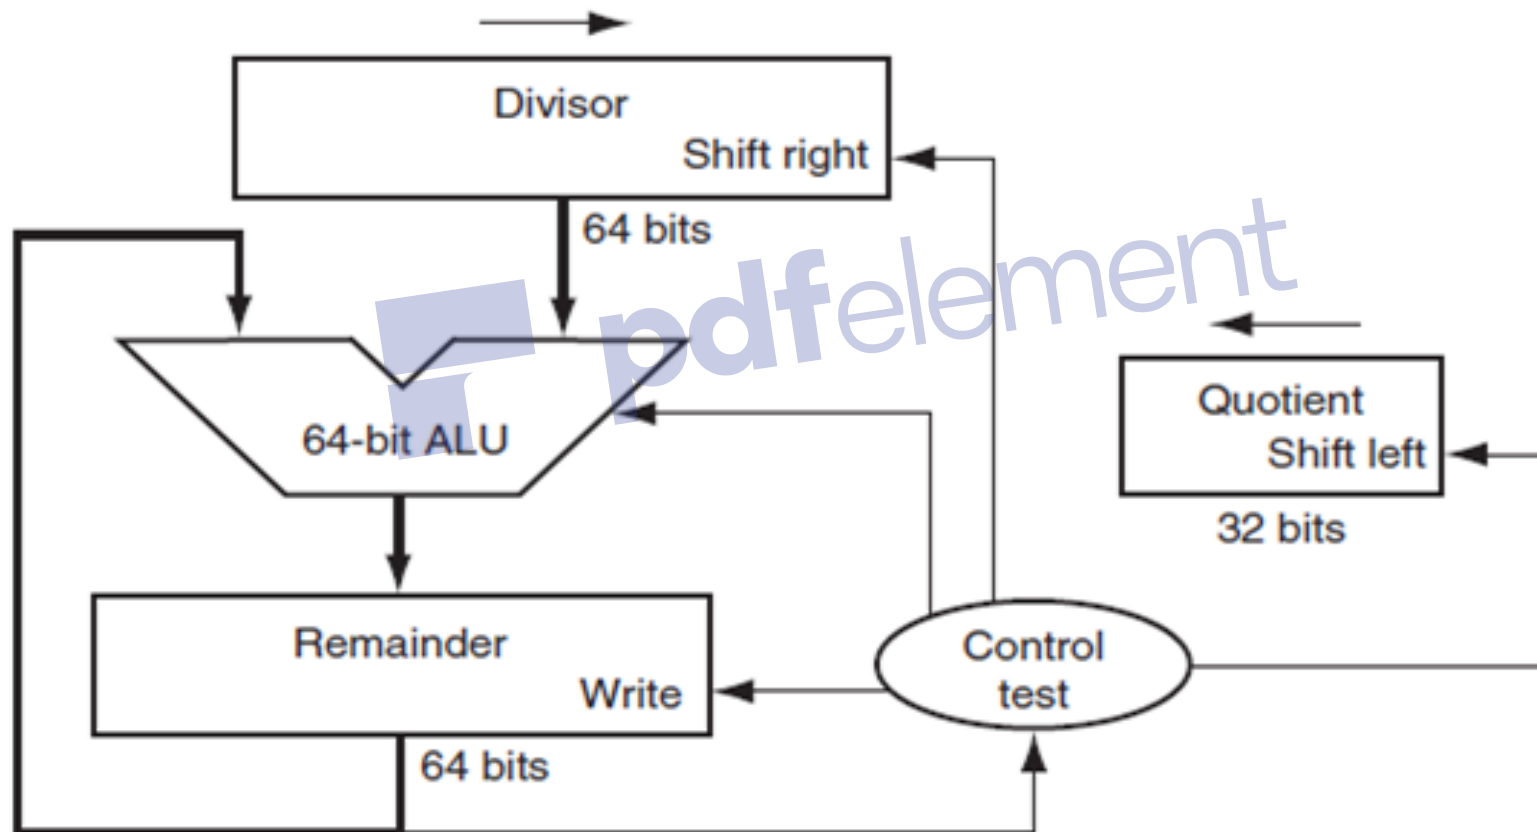 Divisor
Shift right
64 bits
pdfelement
64-bit ALU
Quotient
Shift left
32 bits
Remainder
Write
Control
test
64 bits